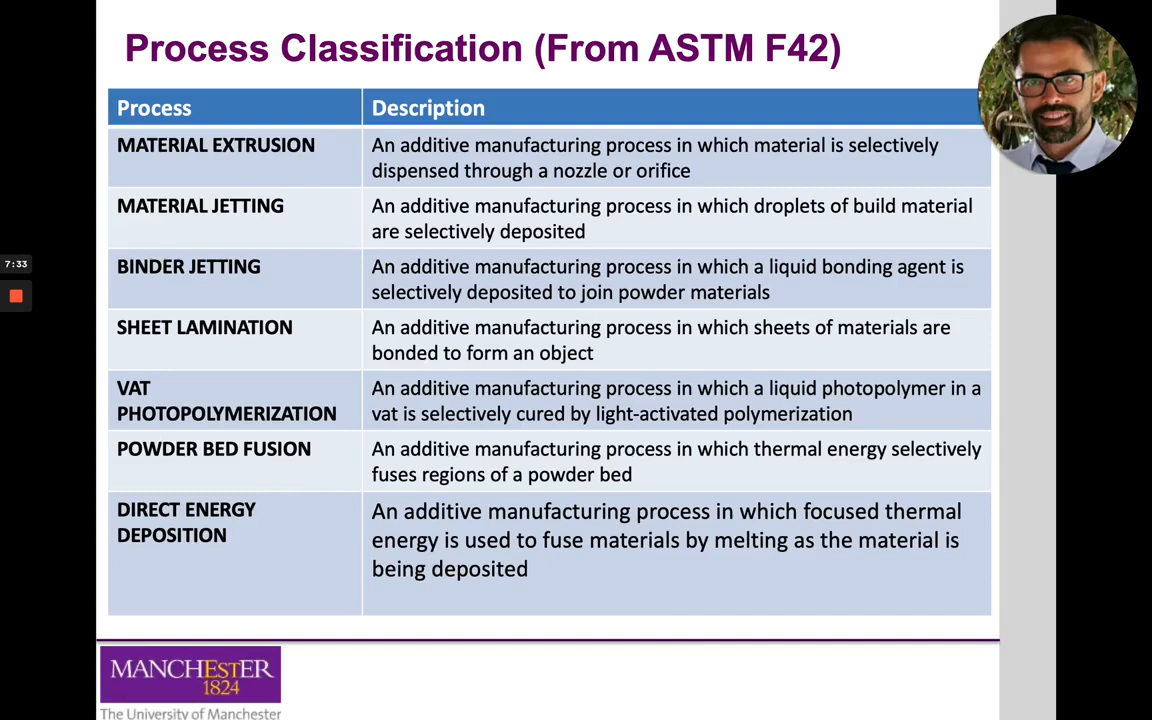 Process Classification (From ASTM F42)
Process
Description
MATERIAL EXTRUSION
An additive manufacturing process in which material is selectively
dispensed through a nozzle or orifice
MATERIAL JETTING
An additive manufacturing process in which droplets of build material
are selectively deposited
BINDER JETTING
An additive manufacturing process in which a liquid bonding agent is
selectively deposited to join powder materials
SHEET LAMINATION
An additive manufacturing process in which sheets of materials are
bonded to form an object
VAT
PHOTOPOLYMERIZATION
An additive manufacturing process in which a liquid photopolymer in a
vat is selectively cured by light-activated polymerization
POWDER BED FUSION
An additive manufacturing process in which thermal energy selectively
fuses regions of a powder bed
DIRECT ENERGY
DEPOSITION
An additive manufacturing process in which focused thermal
energy is used to fuse materials by melting as the material is
being deposited
7:33
MANCHESTER
1824
The University of Manchester